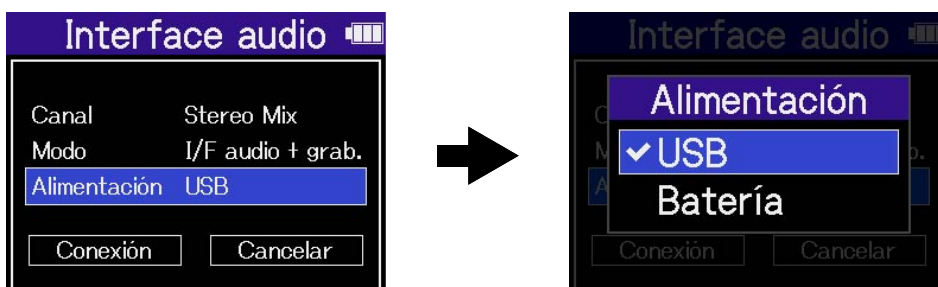 Interface audio
Canal Stereo Mix
Modo I/F audio + grab.
Alimentación USB
Conexión Cancelar
Interface audio
Alimentación
USB
Batería
Conexión Cancelar